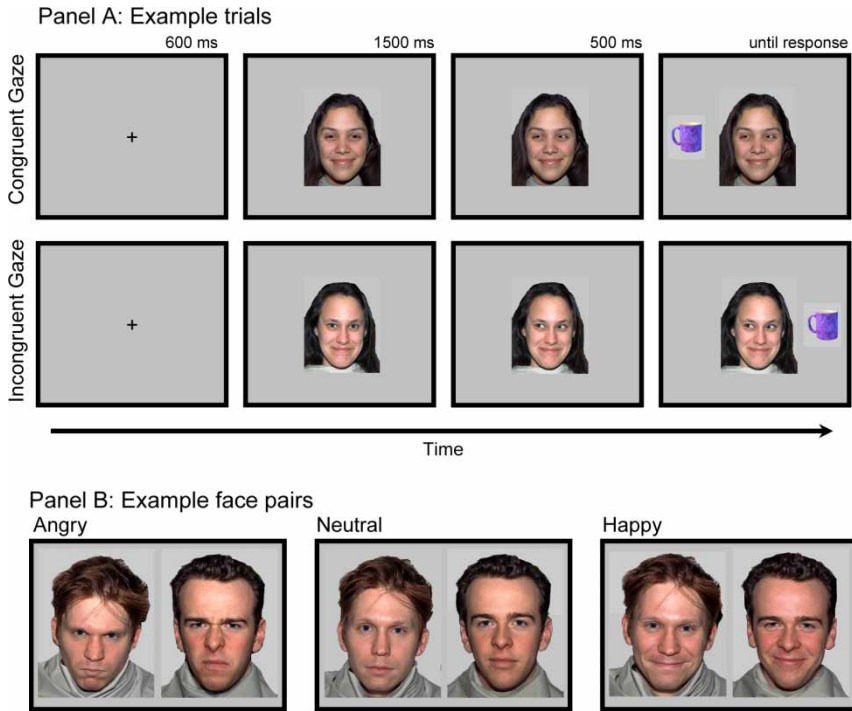 Panel A: Example trials
600 ms 1500 ms 500 ms until response
Congruent Gaze
Incongruent Gaze
Time
Panel B: Example face pairs
Angry Neutral Happy